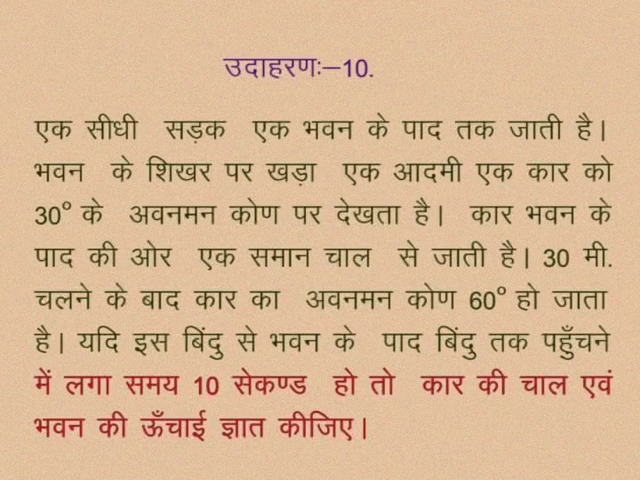 उदाहरणः–10.
एक सीधी सड़क एक भवन के पाद तक जाती है।
भवन के शिखर पर खड़ा एक आदमी एक कार को
30° के अवनमन कोण पर देखता है। कार भवन के
पाद की ओर एक समान चाल से जाती है। 30 मी.
चलने के बाद कार का अवनमन कोण 60° हो जाता
है। यदि इस बिंदु से भवन के पाद बिंदु तक पहुँचने
में लगा समय 10 सेकण्ड हो तो कार की चाल एवं
भवन की ऊँचाई ज्ञात कीजिए।